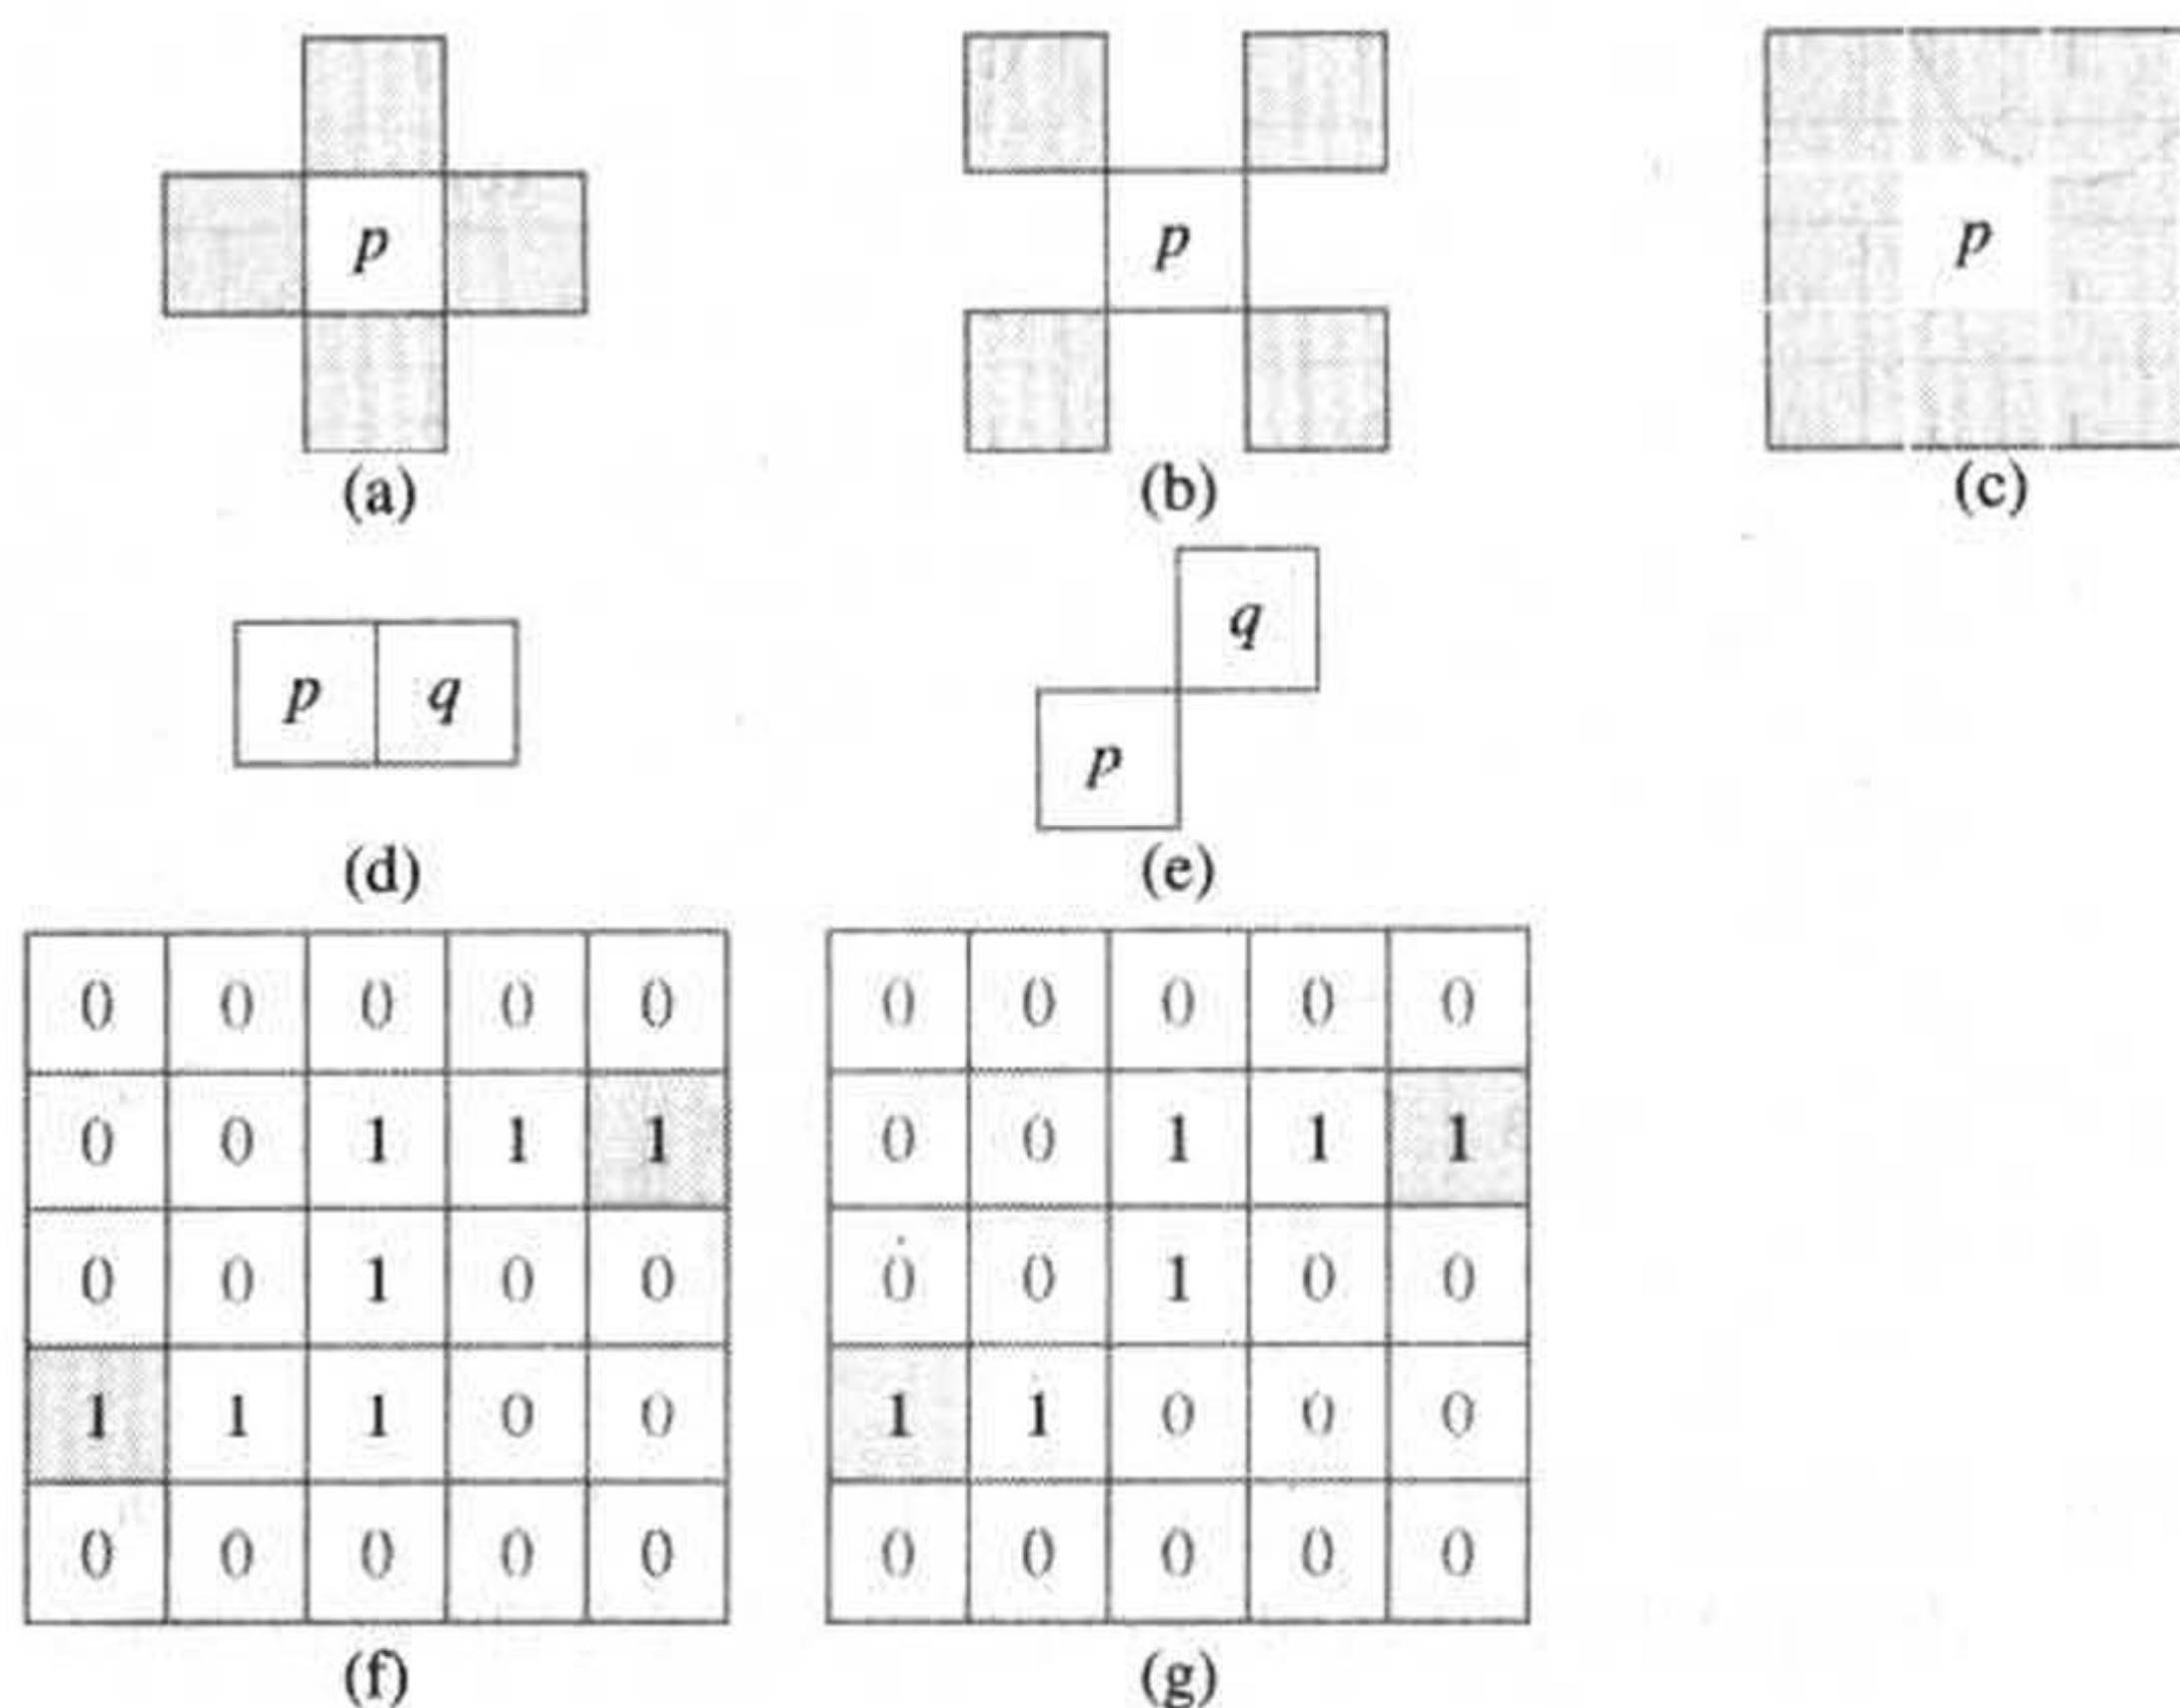 p p p
(a) (b) (c)
q
p q
p
(d) (e)
0 0 0 0 0 0 0 0 0 0
0 0 1 1 1 0 0 1 1 1
0 0 1 0 0 0 0 1 0 0
1 1 1 0 0 1 1 0 0 0
0 0 0 0 0 0 0 0 0 0
(f) (g)